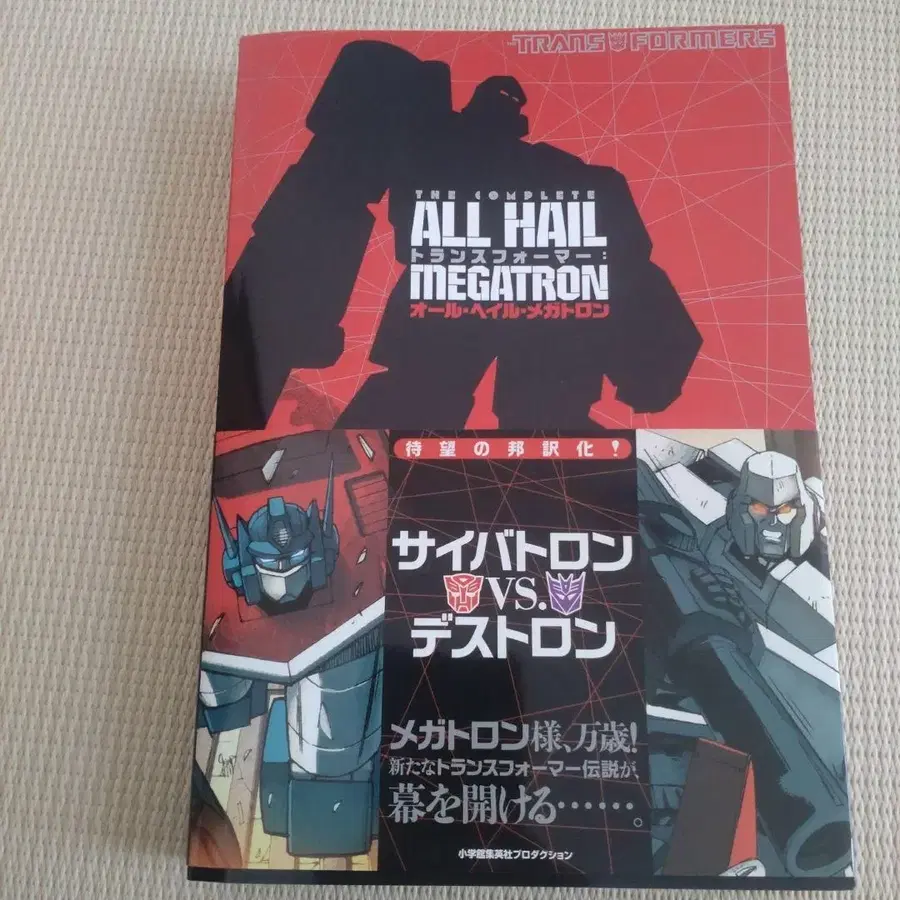 TRANSFORMERS
THE COMPLETE
ALL HAIL
トランスフォーマー:
MEGATRON
オール・ヘイル・メガトロン
待望の邦訳化!
サイバトロン
VS.
デストロン
メガトロン様、万歳!
新たなトランスフォーマー伝説が、
幕を開ける……。
小学館集英社プロダクション